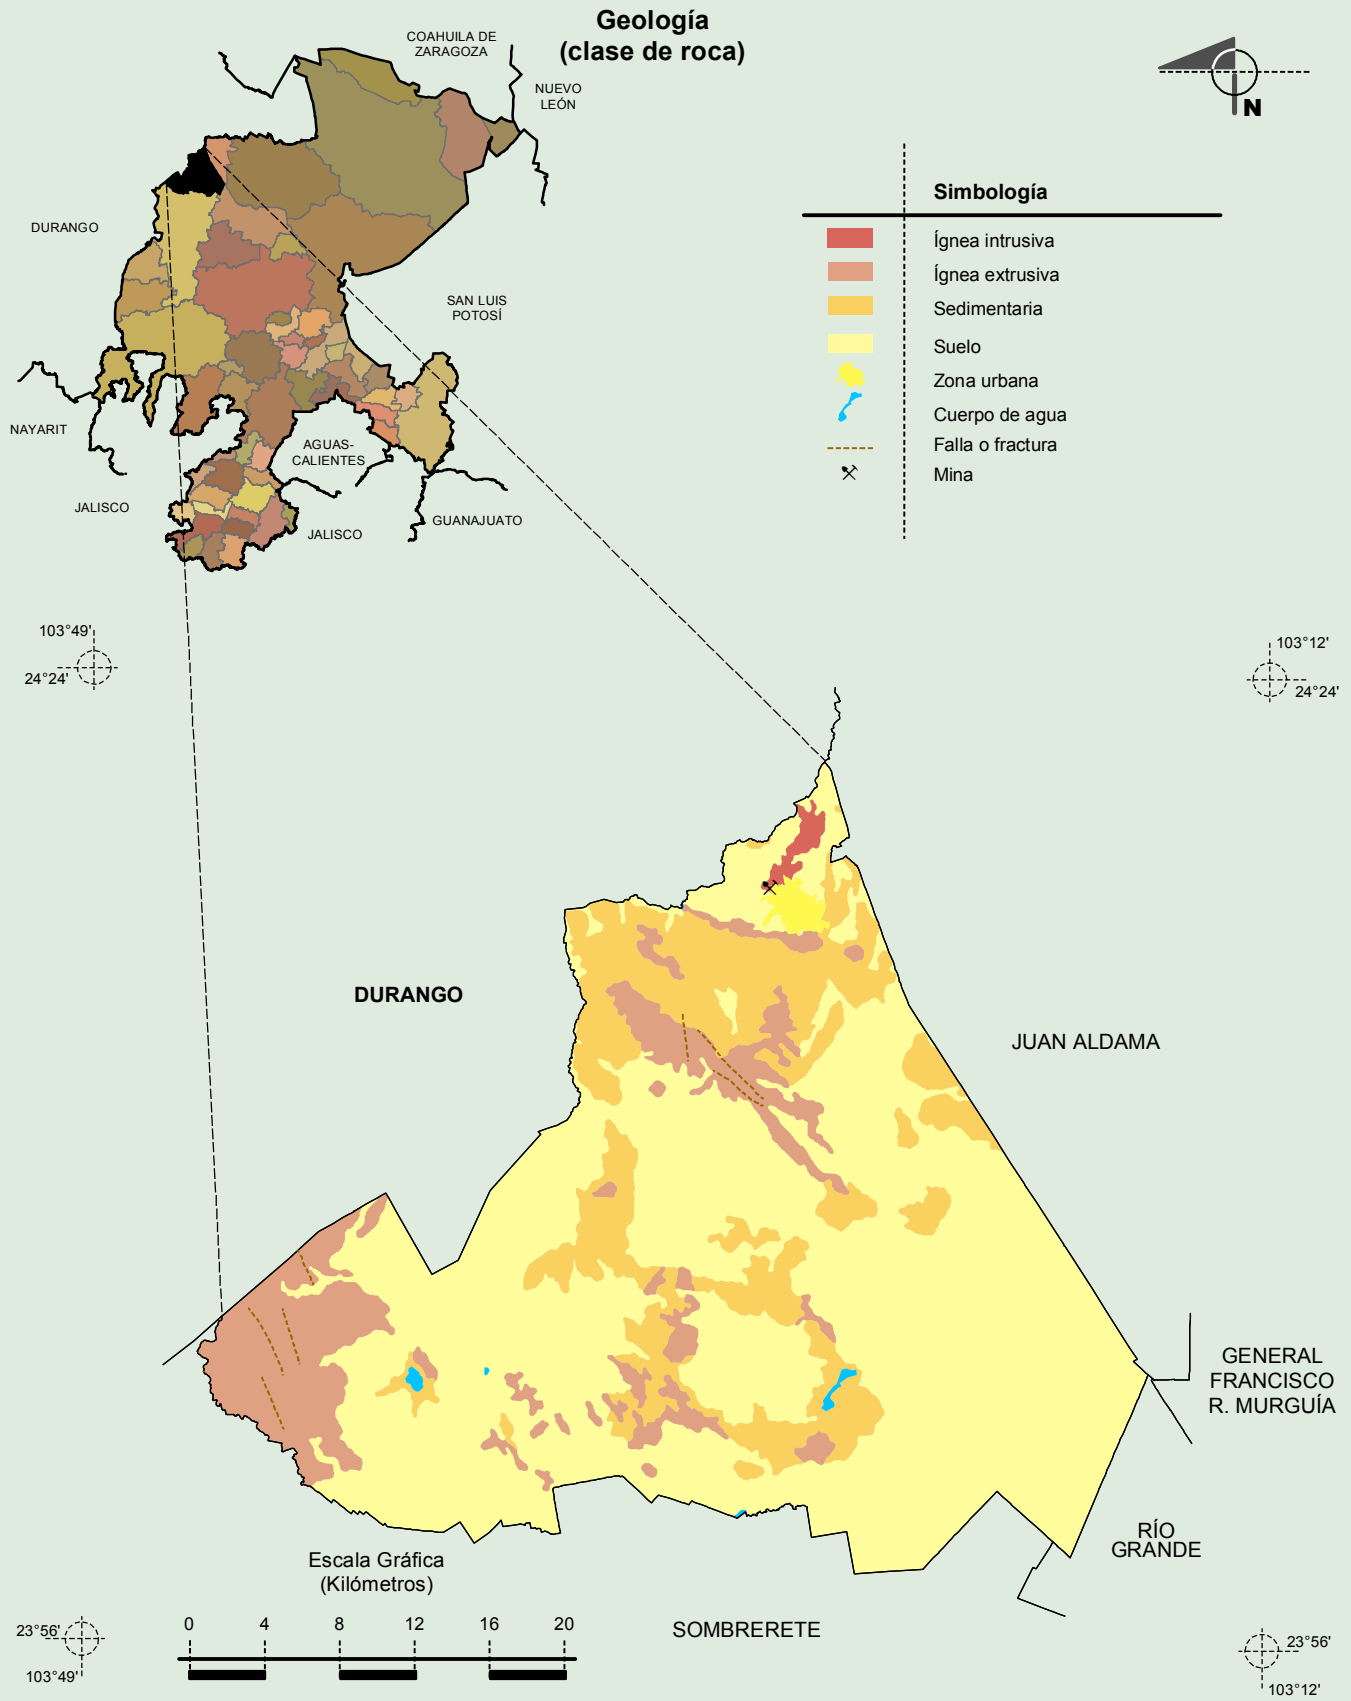 Geología
(clase de roca)
COAHUILA DE
ZARAGOZA
NUEVO
LEÓN
N
DURANGO
SAN LUIS
POTOSÍ
NAYARIT
AGUAS-
CALIENTES
JALISCO
JALISCO
GUANAJUATO
Simbología
Ígnea intrusiva
Ígnea extrusiva
Sedimentaria
Suelo
Zona urbana
Cuerpo de agua
Falla o fractura
Mina
103°49'
24°24'
103°12'
24°24'
DURANGO
JUAN ALDAMA
GENERAL
FRANCISCO
R. MURGUÍA
RÍO
GRANDE
SOMBRERETE
Escala Gráfica
(Kilómetros)
0 4 8 12 16 20
23°56'
103°49'
23°56'
103°12'